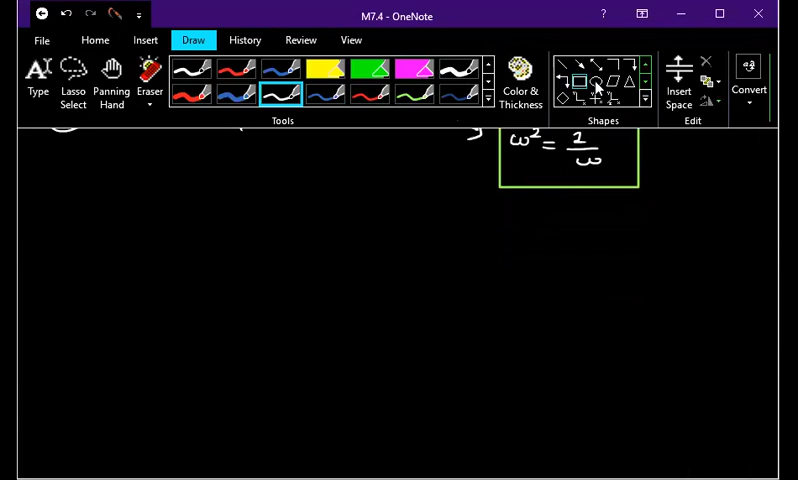 M7.4 - OneNote
?
File Home Insert Draw History Review View
Type Lasso Select Panning Hand Eraser Color & Thickness Insert Space Convert
Tools Shapes Edit
ω² = 1/ω